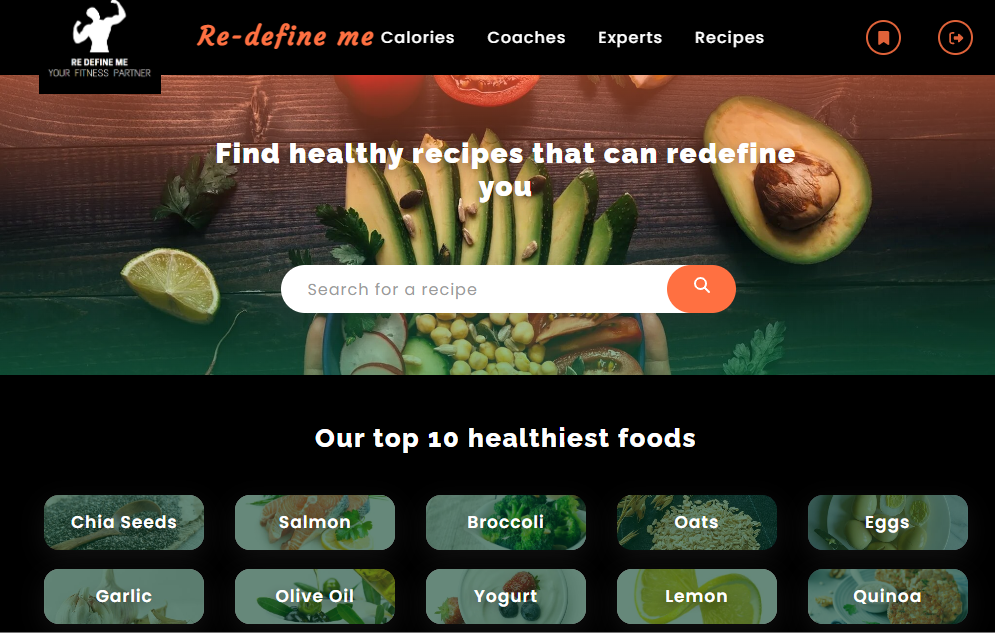 RE DEFINE ME
YOUR FITNESS PARTNER
Re-define me
Calories
Coaches
Experts
Recipes
Find healthy recipes that can redefine
you
Search for a recipe
Our top 10 healthiest foods
Chia Seeds
Salmon
Broccoli
Oats
Eggs
Garlic
Olive Oil
Yogurt
Lemon
Quinoa